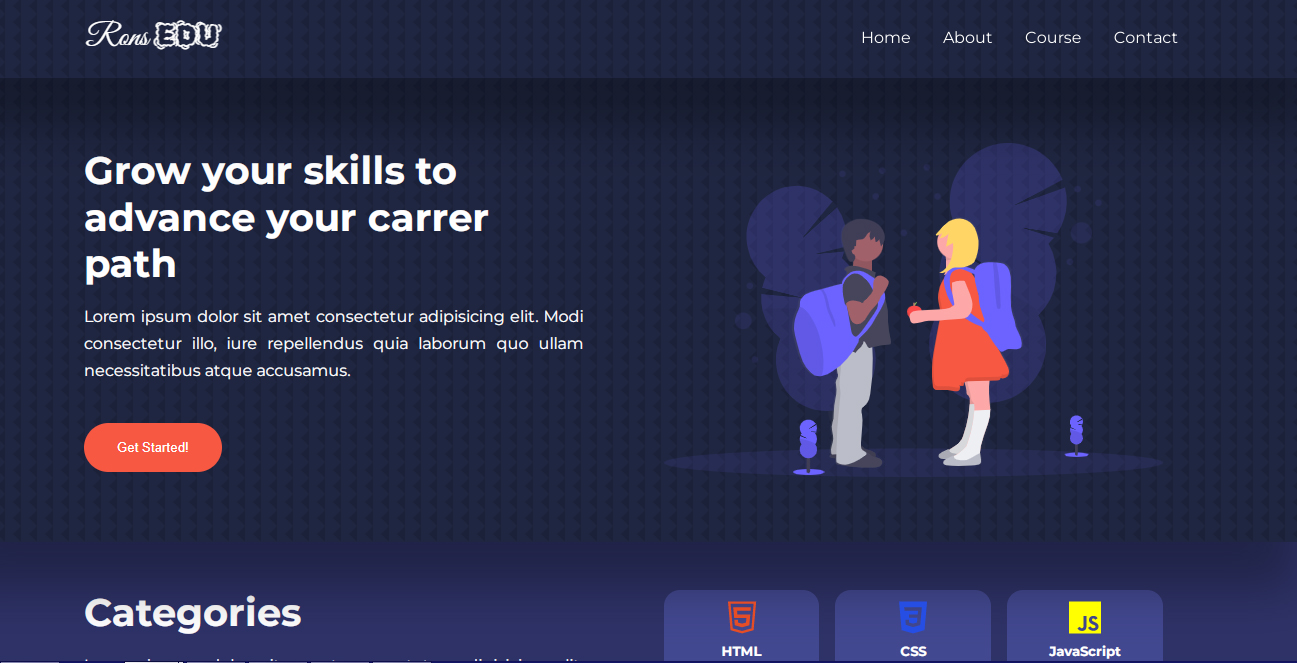 Rons EDU
Home About Course Contact
Grow your skills to
advance your carrer
path
Lorem ipsum dolor sit amet consectetur adipisicing elit. Modi
consectetur illo, iure repellendus quia laborum quo ullam
necessitatibus atque accusamus.
Get Started!
Categories
HTML
CSS
JS
JavaScript